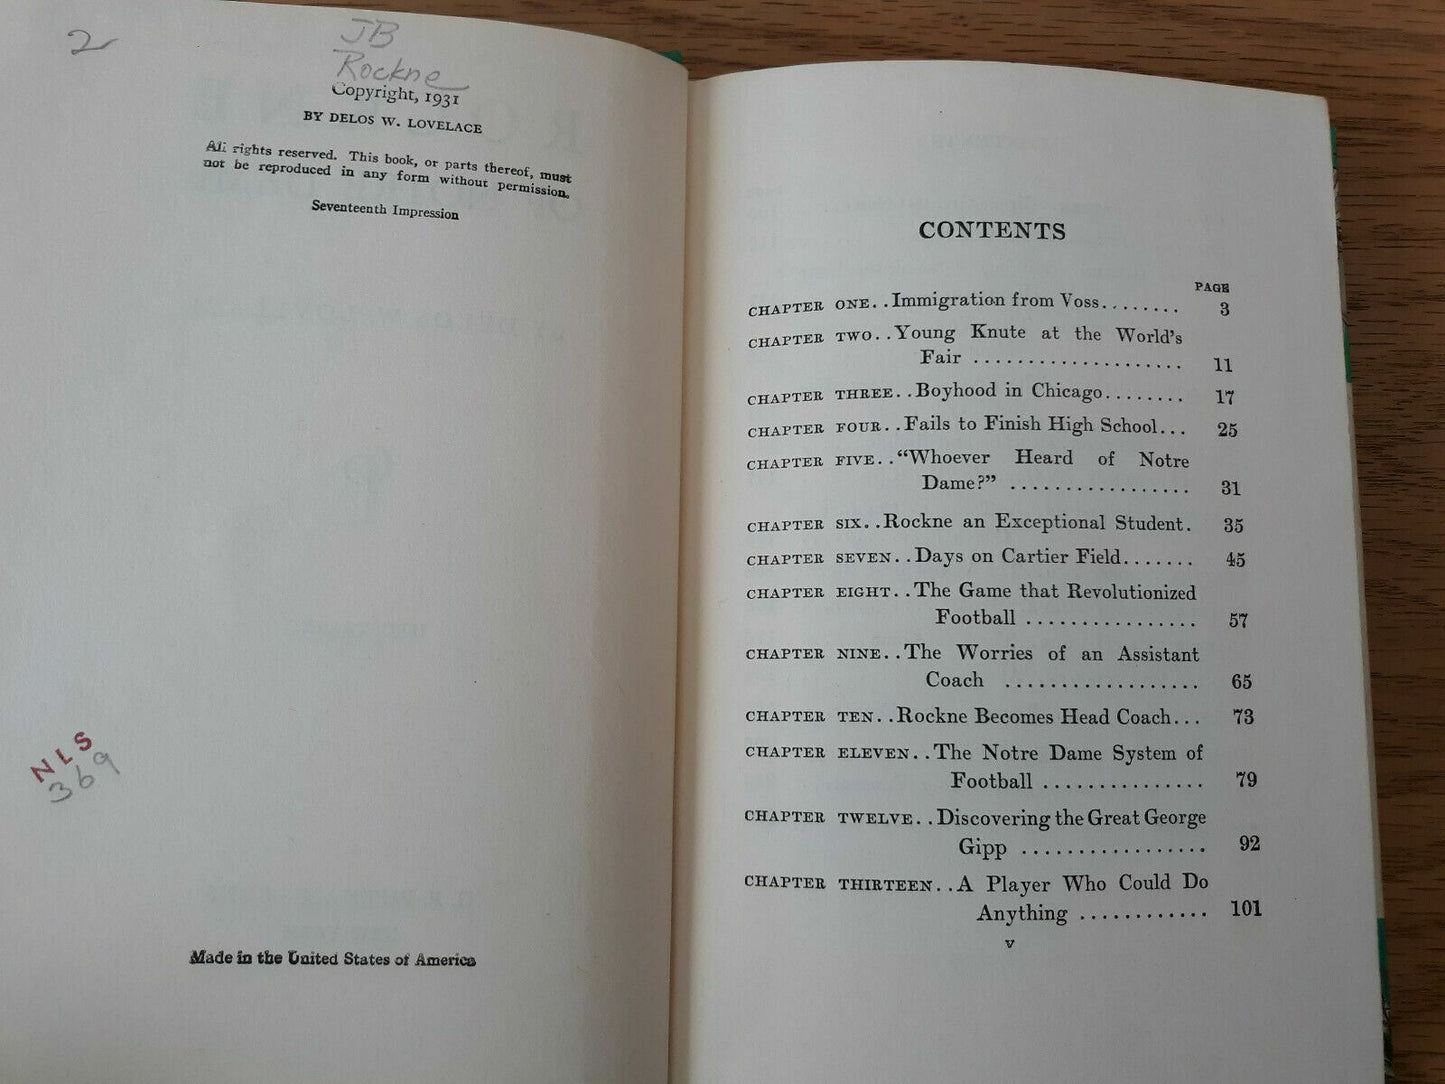 2
JB
Rockne
Copyright, 1931
BY DELOS W. LOVELACE
All rights reserved. This book, or parts thereof, must
not be reproduced in any form without permission.
Seventeenth Impression
NLS
369
Made in the United States of America
CONTENTS
PAGE
CHAPTER ONE..Immigration from Voss........ 3
CHAPTER TWO..Young Knute at the World's
Fair .................... 11
CHAPTER THREE..Boyhood in Chicago........ 17
CHAPTER FOUR..Fails to Finish High School... 25
CHAPTER FIVE.."Whoever Heard of Notre
Dame?" ................. 31
CHAPTER SIX..Rockne an Exceptional Student. 35
CHAPTER SEVEN..Days on Cartier Field....... 45
CHAPTER EIGHT..The Game that Revolutionized
Football ................ 57
CHAPTER NINE..The Worries of an Assistant
Coach .................. 65
CHAPTER TEN..Rockne Becomes Head Coach... 73
CHAPTER ELEVEN..The Notre Dame System of
Football ............... 79
CHAPTER TWELVE..Discovering the Great George
Gipp ................. 92
CHAPTER THIRTEEN..A Player Who Could Do
Anything ............ 101
v